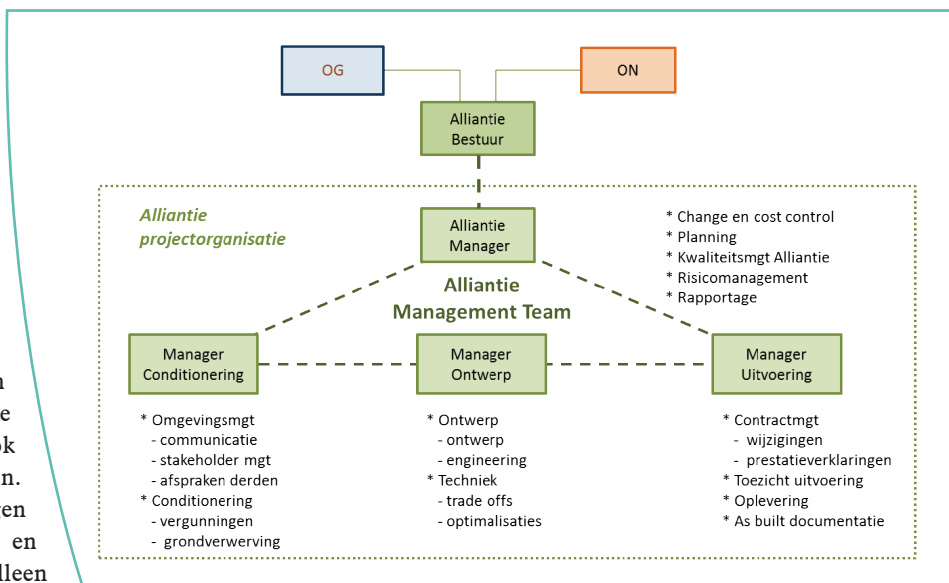 OG
ON
Alliantie
Bestuur
Alliantie
projectorganisatie
Alliantie
Manager
* Change en cost control
* Planning
* Kwaliteitsmgt Alliantie
* Risicomanagement
* Rapportage
Alliantie
Management Team
Manager
Conditionering
Manager
Ontwerp
Manager
Uitvoering
* Omgevingsmgt
- communicatie
- stakeholder mgt
- afspraken derden
* Conditionering
- vergunningen
- grondverwerving
* Ontwerp
- ontwerp
- engineering
* Techniek
- trade offs
- optimalisaties
* Contractmgt
- wijzigingen
- prestatieverklaringen
* Toezicht uitvoering
* Oplevering
* As built documentatie
en